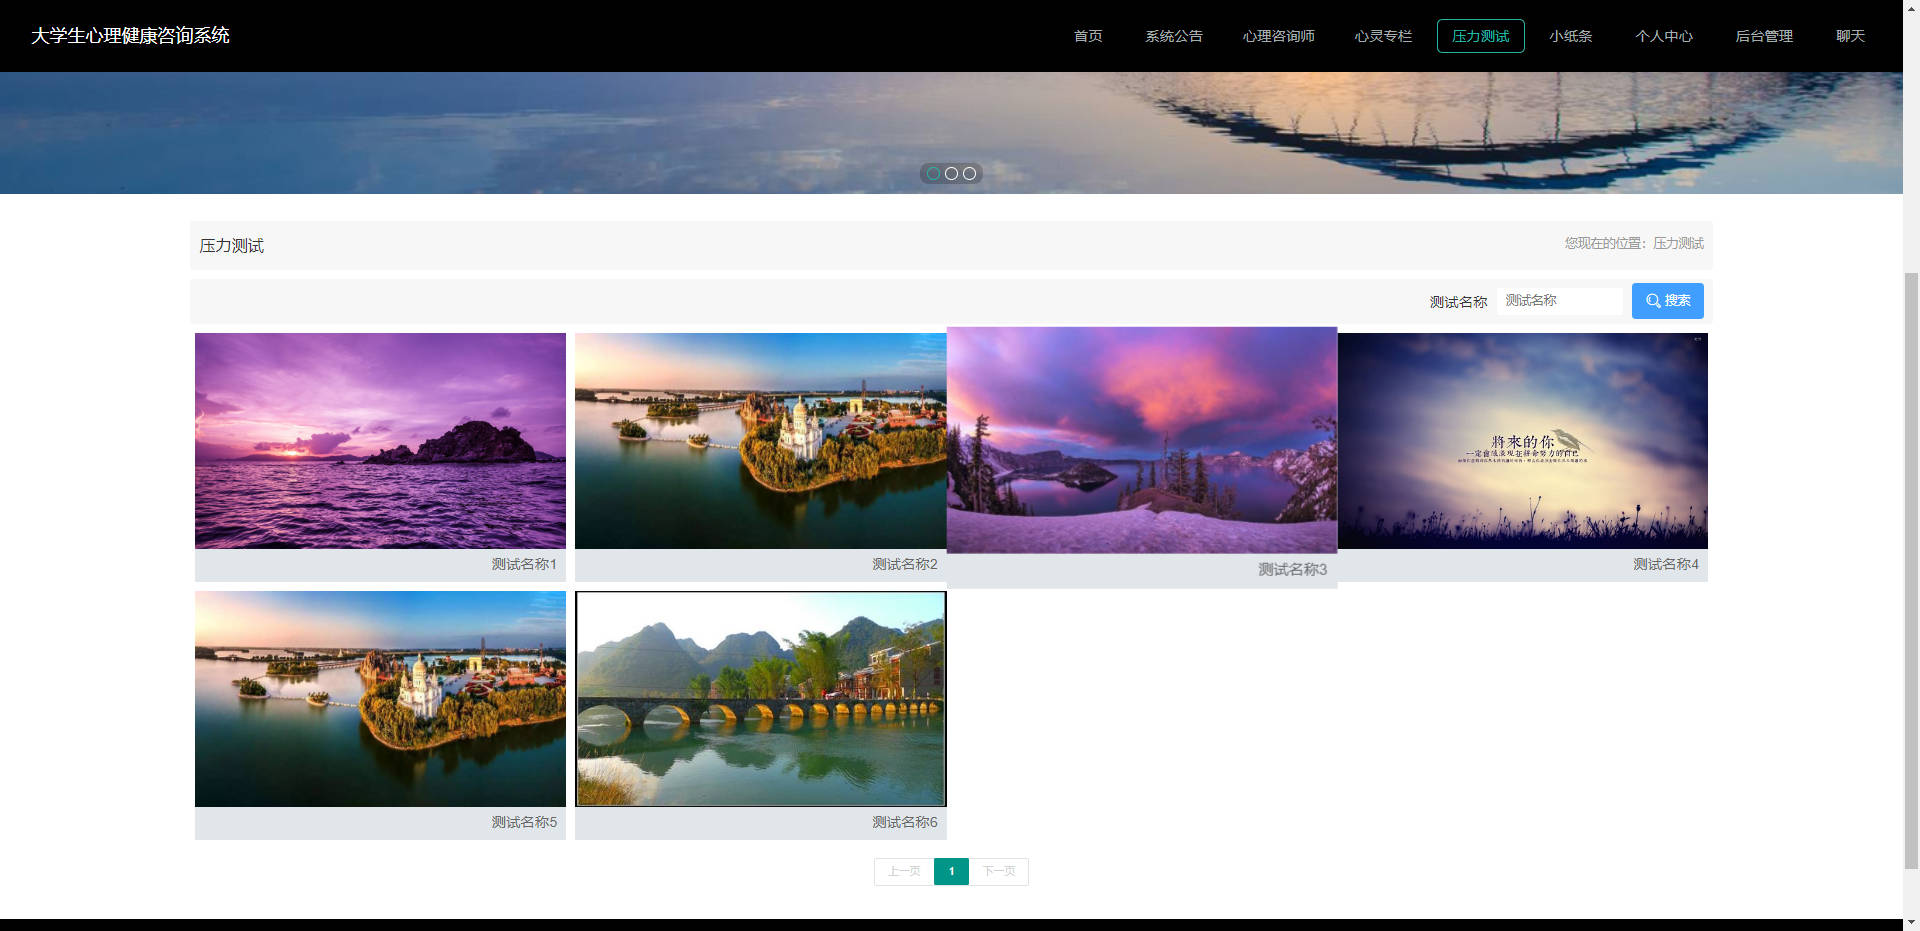 大学生心理健康咨询系统
首页 系统公告 心理咨询师 心灵专栏 压力测试 小纸条 个人中心 后台管理 聊天
压力测试
您现在的位置：压力测试
测试名称 测试名称 搜索
將來的你
一定會感謝現在拼命努力的自己
测试名称1
测试名称2
测试名称3
测试名称4
测试名称5
测试名称6
上一页 1 下一页